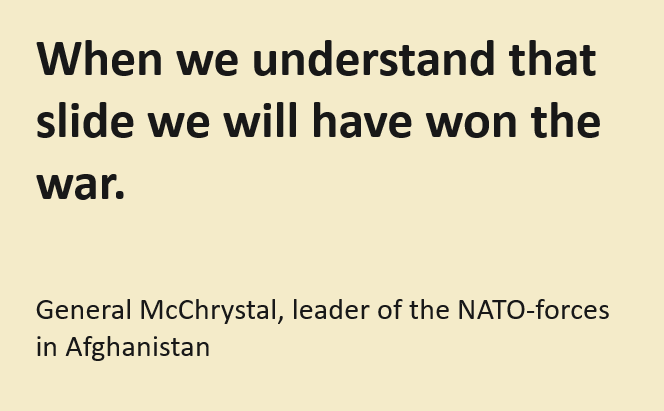 When we understand that
slide we will have won the
war.
General McChrystal, leader of the NATO-forces
in Afghanistan